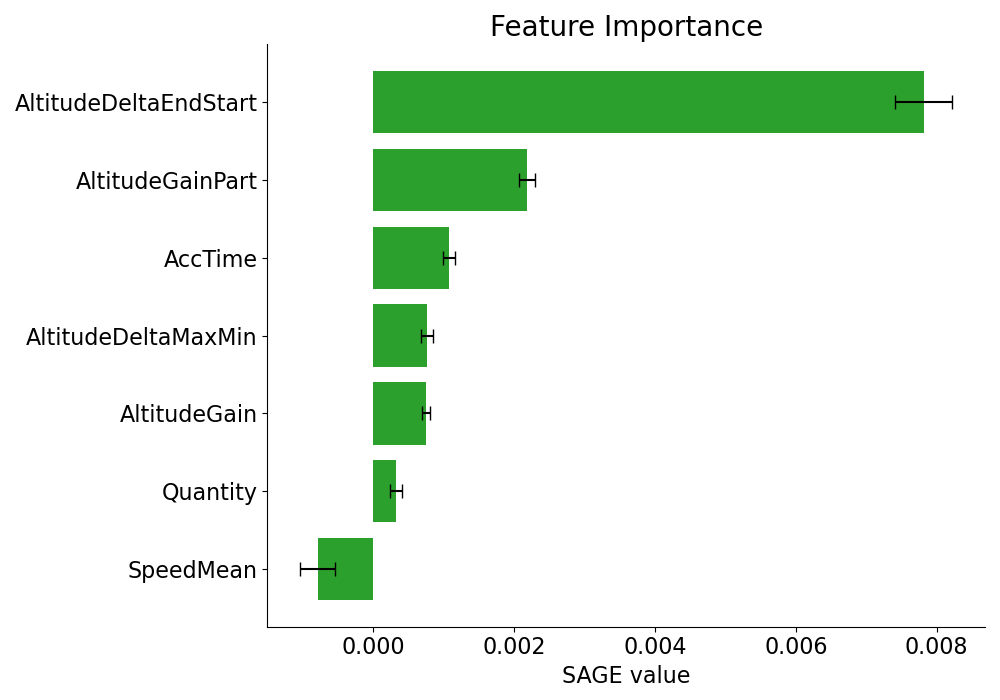 Feature Importance
AltitudeDeltaEndStart
AltitudeGainPart
AccTime
AltitudeDeltaMaxMin
AltitudeGain
Quantity
SpeedMean
0.000 0.002 0.004 0.006 0.008
SAGE value